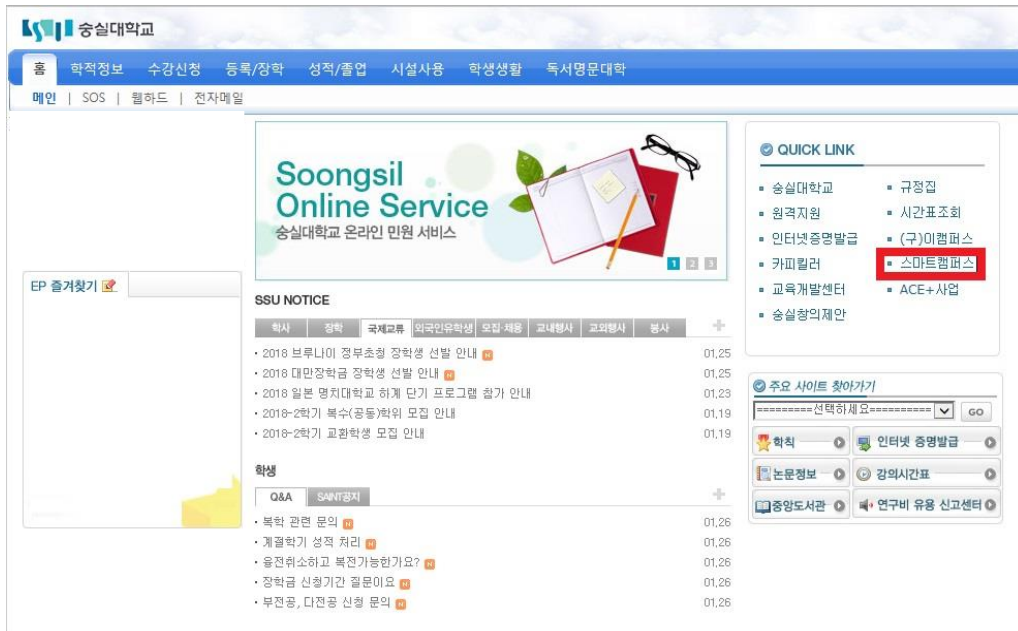 숭실대학교
홈 학적정보 수강신청 등록/장학 성적/졸업 시설사용 학생생활 독서명문대학
메인 | SOS | 웹하드 | 전자메일
Soongsil
Online Service
숭실대학교 온라인 민원 서비스
1 2 3
EP 즐겨찾기
SSU NOTICE
학사 장학 국제교류 외국인유학생 모집·채용 교내행사 교외행사 봉사
· 2018 브루나이 정부초청 장학생 선발 안내 N 01,25
· 2018 대만장학금 장학생 선발 안내 N 01,25
· 2018 일본 명치대학교 하계 단기 프로그램 참가 안내 01,23
· 2018-2학기 복수(공동)학위 모집 안내 01,19
· 2018-2학기 교환학생 모집 안내 01,19
학생
Q&A SAINT공지
· 복학 관련 문의 N 01,26
· 계절학기 성적 처리 N 01,26
· 융전취소하고 복전가능한가요? N 01,26
· 장학금 신청기간 질문이요 N 01,26
· 부전공, 다전공 신청 문의 N 01,26
QUICK LINK
숭실대학교 규정집
원격지원 시간표조회
인터넷증명발급 (구)이캠퍼스
카피킬러 스마트캠퍼스
교육개발센터 ACE+사업
숭실창의제안
주요 사이트 찾아가기
=========선택하세요========== GO
학칙 인터넷 증명발급
논문정보 강의시간표
중앙도서관 연구비 유용 신고센터